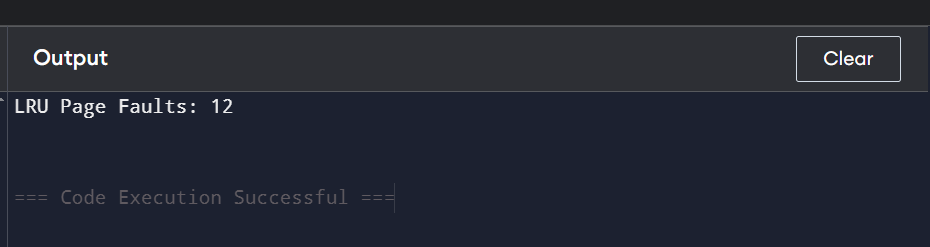 Output
Clear
LRU Page Faults: 12
=== Code Execution Successful ===